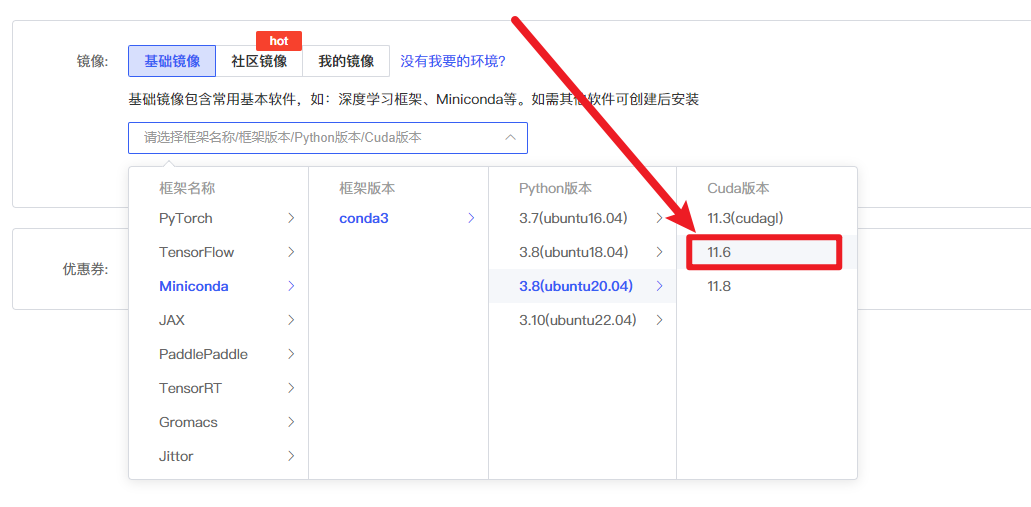 hot
镜像: 基础镜像 社区镜像 我的镜像 没有我要的环境?
基础镜像包含常用基本软件，如：深度学习框架、Miniconda等。如需其他软件可创建后安装
请选择框架名称/框架版本/Python版本/Cuda版本
框架名称 框架版本 Python版本 Cuda版本
PyTorch conda3 3.7(ubuntu16.04) 11.3(cudagl)
TensorFlow 3.8(ubuntu18.04) 11.6
优惠券:
Miniconda 3.8(ubuntu20.04) 11.8
JAX 3.10(ubuntu22.04)
PaddlePaddle
TensorRT
Gromacs
Jittor